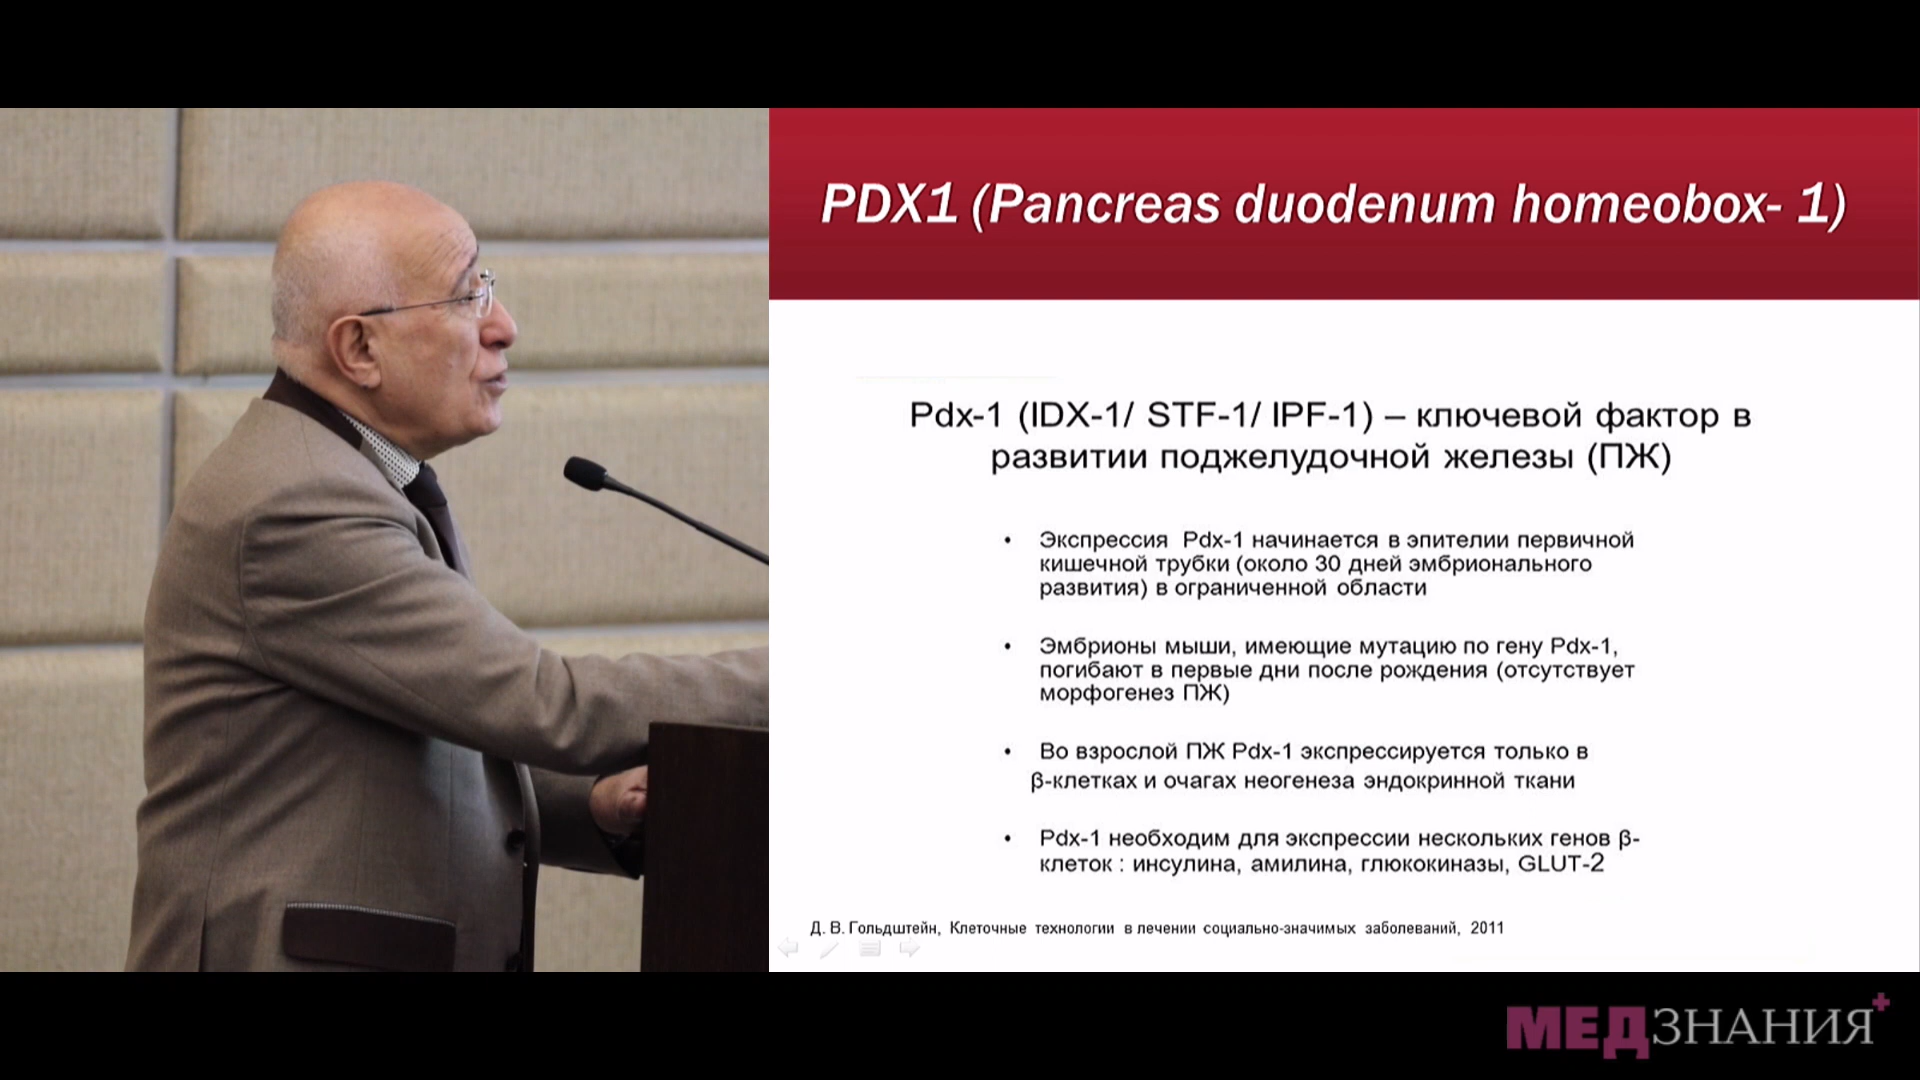 PDX1 (Pancreas duodenum homeobox- 1)
Pdx-1 (IDX-1/ STF-1/ IPF-1) – ключевой фактор в
развитии поджелудочной железы (ПЖ)
• Экспрессия Pdx-1 начинается в эпителии первичной
кишечной трубки (около 30 дней эмбрионального
развития) в ограниченной области
• Эмбрионы мыши, имеющие мутацию по гену Pdx-1,
погибают в первые дни после рождения (отсутствует
морфогенез ПЖ)
• Во взрослой ПЖ Pdx-1 экспрессируется только в
β-клетках и очагах неогенеза эндокринной ткани
• Pdx-1 необходим для экспрессии нескольких генов β-
клеток : инсулина, амилина, глюкокиназы, GLUT-2
Д. В. Гольдштейн, Клеточные технологии в лечении социально-значимых заболеваний, 2011
МЕДЗНАНИЯ+